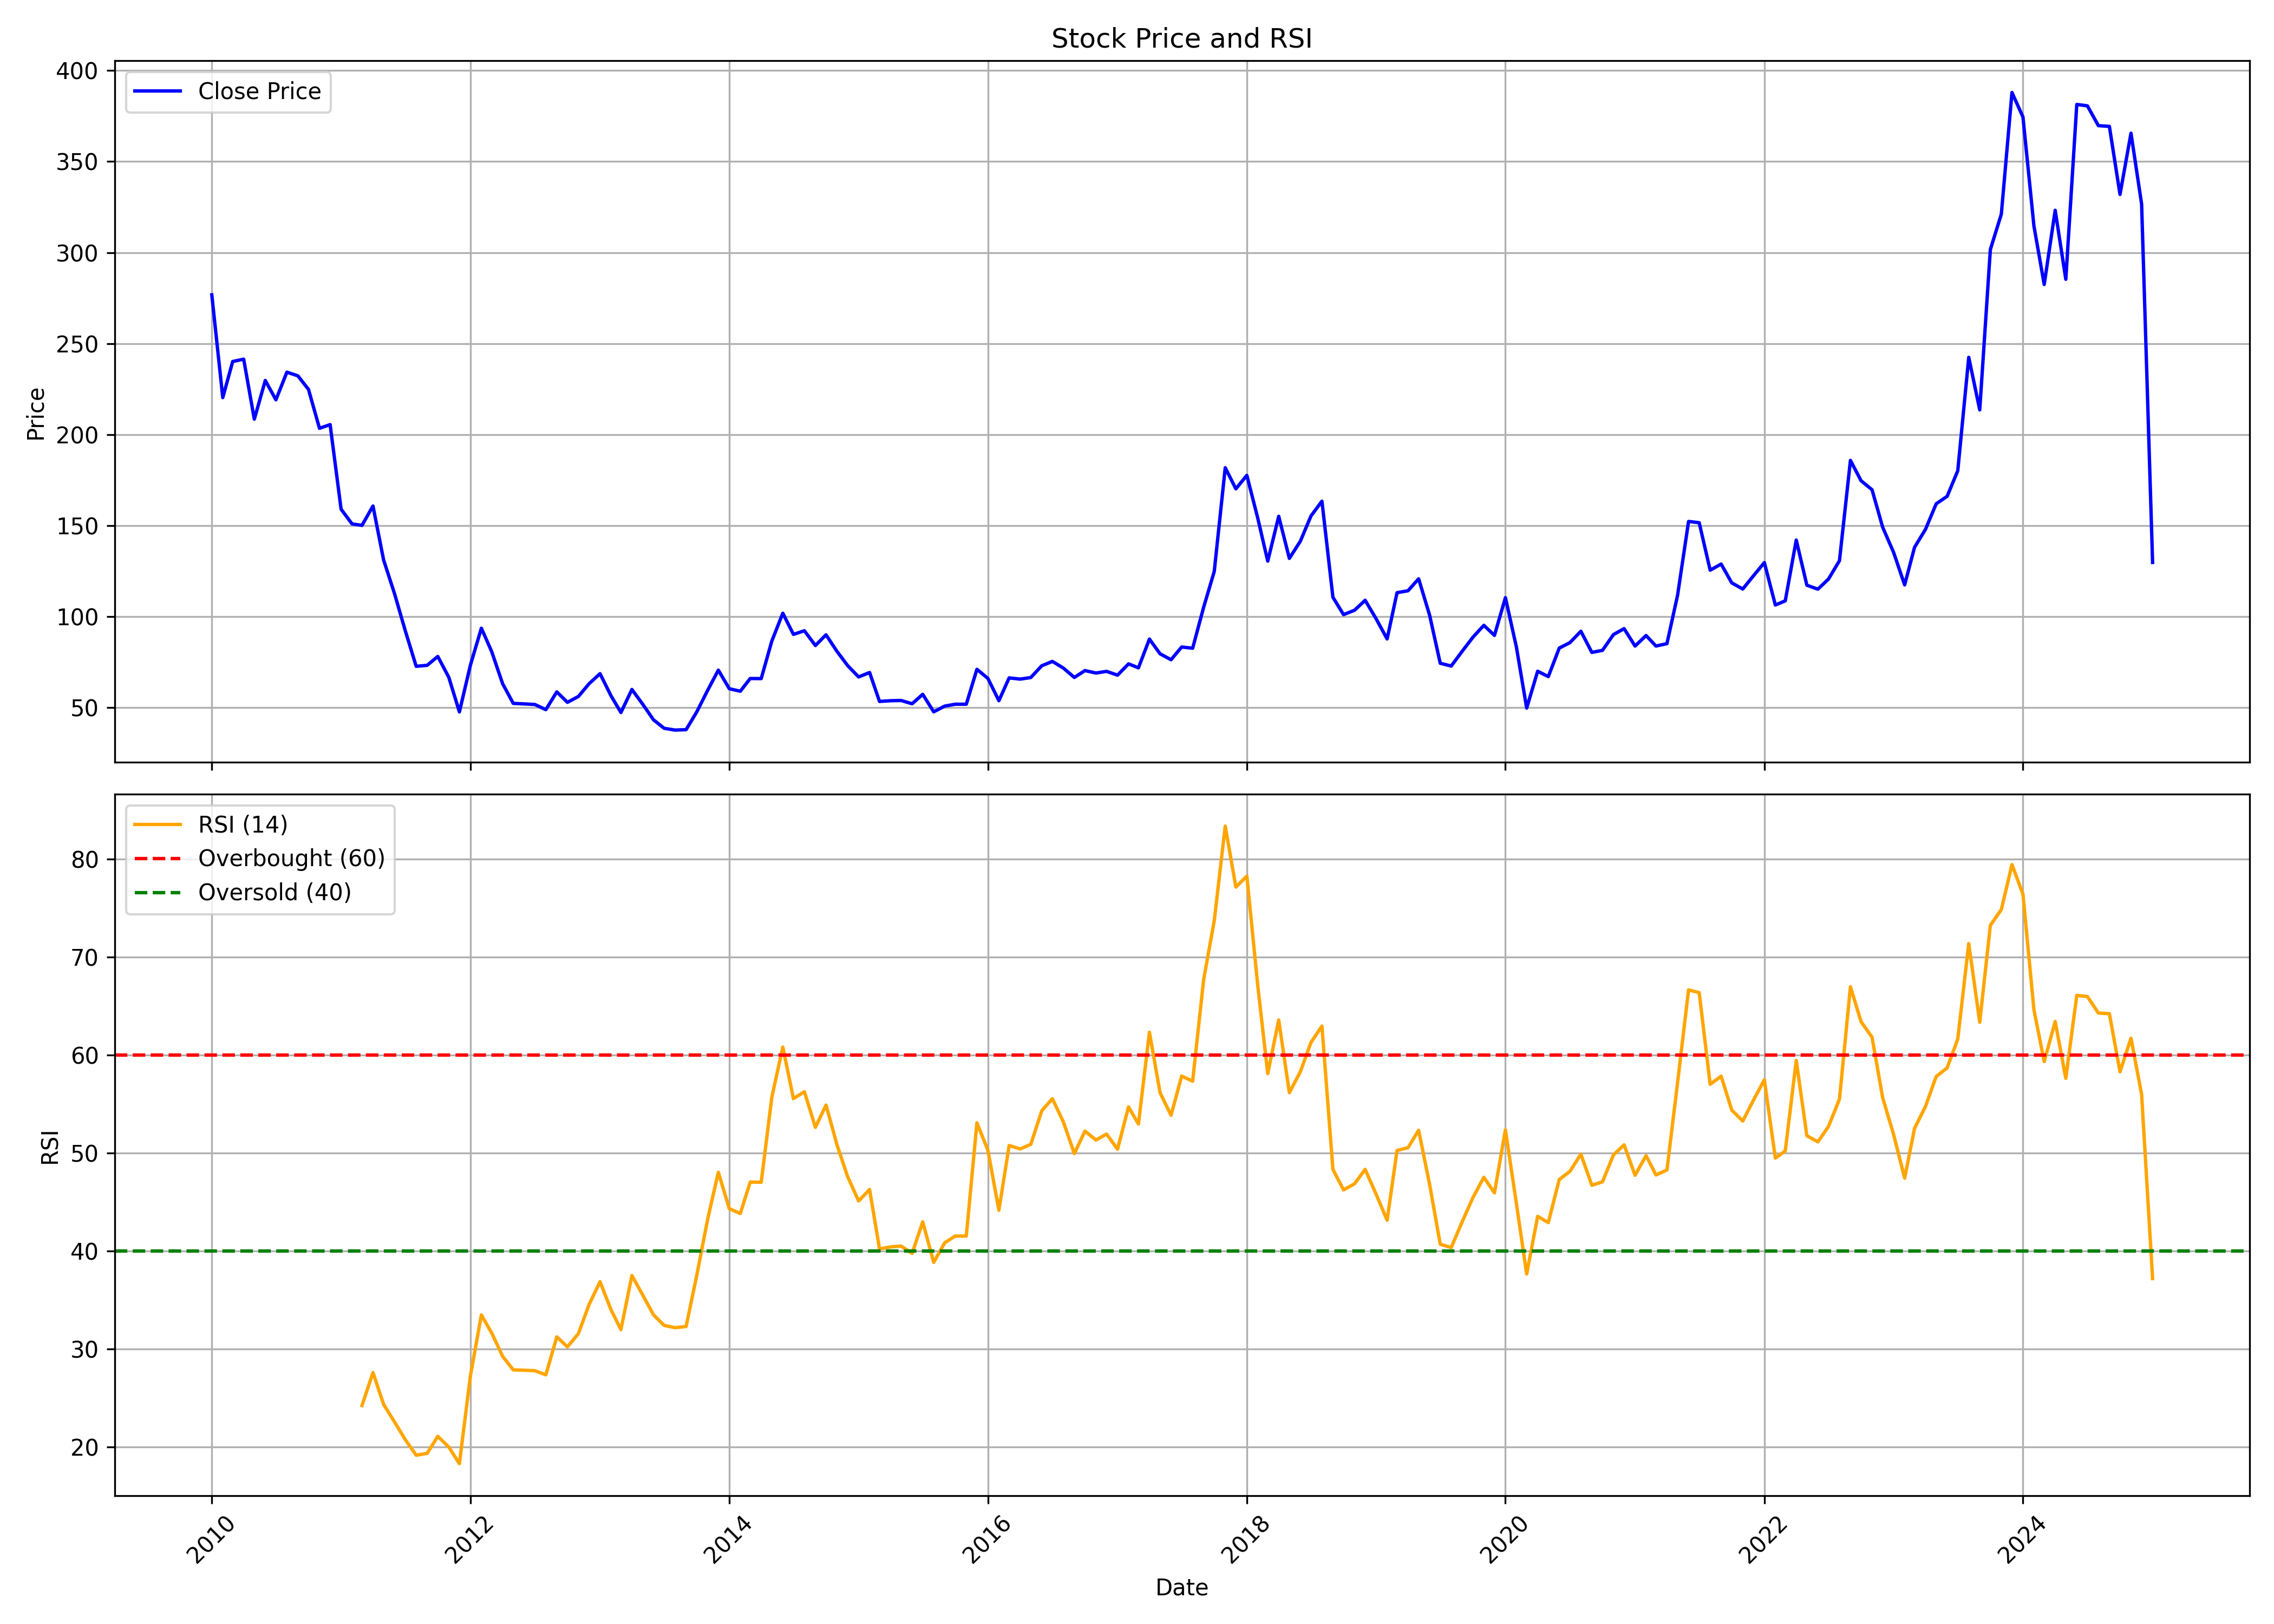 Stock Price and RSI
400
350
300
250
200
150
100
50
Price
Close Price
80
70
60
50
40
30
20
RSI
RSI (14)
Overbought (60)
Oversold (40)
2010
2012
2014
2016
2018
2020
2022
2024
Date